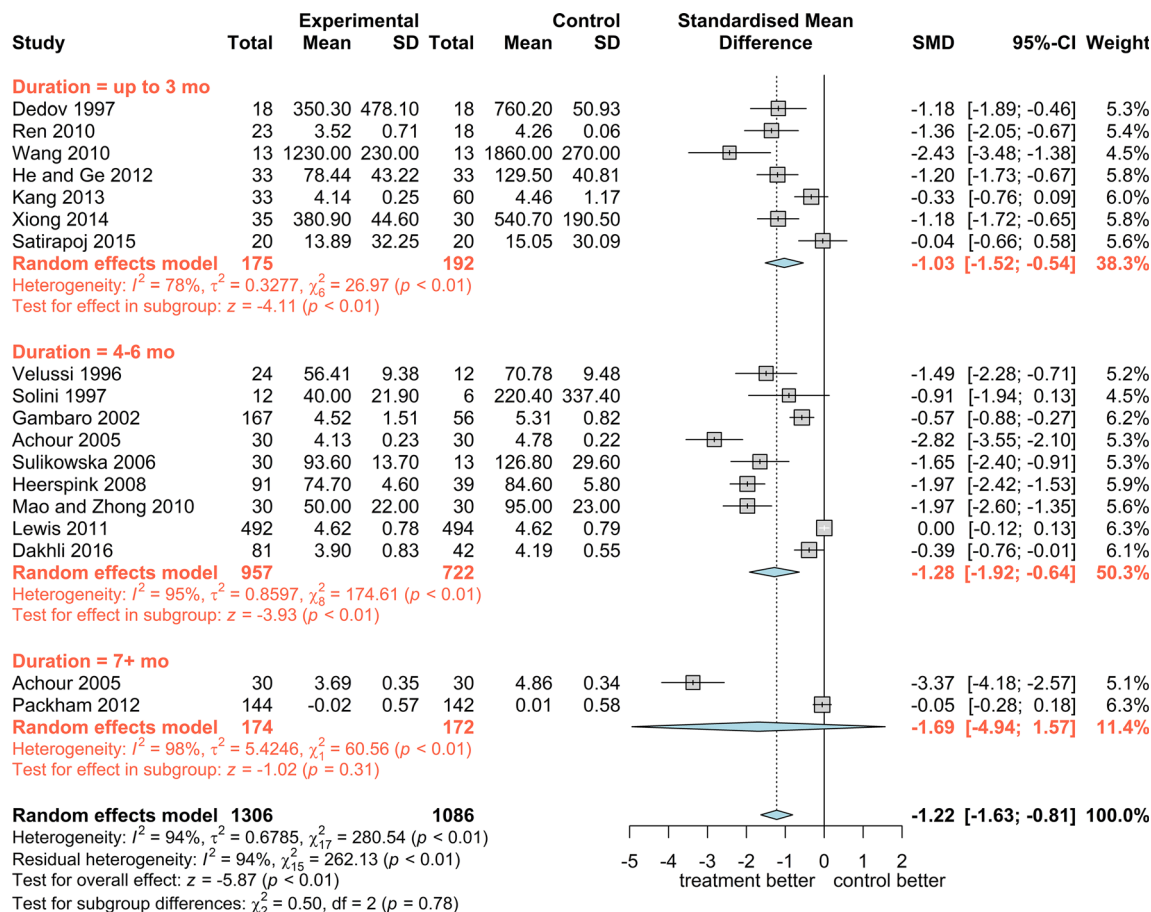 Experimental Control Standardised Mean
Study Total Mean SD Total Mean SD Difference SMD 95%-CI Weight
Duration = up to 3 mo
Dedov 1997 18 350.30 478.10 18 760.20 50.93 -1.18 [-1.89; -0.46] 5.3%
Ren 2010 23 3.52 0.71 18 4.26 0.06 -1.36 [-2.05; -0.67] 5.4%
Wang 2010 13 1230.00 230.00 13 1860.00 270.00 -2.43 [-3.48; -1.38] 4.5%
He and Ge 2012 33 78.44 43.22 33 129.50 40.81 -1.20 [-1.73; -0.67] 5.8%
Kang 2013 33 4.14 0.25 60 4.46 1.17 -0.33 [-0.76; 0.09] 6.0%
Xiong 2014 35 380.90 44.60 30 540.70 190.50 -1.18 [-1.72; -0.65] 5.8%
Satirapoj 2015 20 13.89 32.25 20 15.05 30.09 -0.04 [-0.66; 0.58] 5.6%
Random effects model 175 192 -1.03 [-1.52; -0.54] 38.3%
Heterogeneity: I² = 78%, τ² = 0.3277, χ²₆ = 26.97 (p < 0.01)
Test for effect in subgroup: z = -4.11 (p < 0.01)
Duration = 4-6 mo
Velussi 1996 24 56.41 9.38 12 70.78 9.48 -1.49 [-2.28; -0.71] 5.2%
Solini 1997 12 40.00 21.90 6 220.40 337.40 -0.91 [-1.94; 0.13] 4.5%
Gambaro 2002 167 4.52 1.51 56 5.31 0.82 -0.57 [-0.88; -0.27] 6.2%
Achour 2005 30 4.13 0.23 30 4.78 0.22 -2.82 [-3.55; -2.10] 5.3%
Sulikowska 2006 30 93.60 13.70 13 126.80 29.60 -1.65 [-2.40; -0.91] 5.3%
Heerspink 2008 91 74.70 4.60 39 84.60 5.80 -1.97 [-2.42; -1.53] 5.9%
Mao and Zhong 2010 30 50.00 22.00 30 95.00 23.00 -1.97 [-2.60; -1.35] 5.6%
Lewis 2011 492 4.62 0.78 494 4.62 0.79 0.00 [-0.12; 0.13] 6.3%
Dakhli 2016 81 3.90 0.83 42 4.19 0.55 -0.39 [-0.76; -0.01] 6.1%
Random effects model 957 722 -1.28 [-1.92; -0.64] 50.3%
Heterogeneity: I² = 95%, τ² = 0.8597, χ²₈ = 174.61 (p < 0.01)
Test for effect in subgroup: z = -3.93 (p < 0.01)
Duration = 7+ mo
Achour 2005 30 3.69 0.35 30 4.86 0.34 -3.37 [-4.18; -2.57] 5.1%
Packham 2012 144 -0.02 0.57 142 0.01 0.58 -0.05 [-0.28; 0.18] 6.3%
Random effects model 174 172 -1.69 [-4.94; 1.57] 11.4%
Heterogeneity: I² = 98%, τ² = 5.4246, χ²₁ = 60.56 (p < 0.01)
Test for effect in subgroup: z = -1.02 (p = 0.31)
Random effects model 1306 1086 -1.22 [-1.63; -0.81] 100.0%
Heterogeneity: I² = 94%, τ² = 0.6785, χ²₁₇ = 280.54 (p < 0.01)
Residual heterogeneity: I² = 94%, χ²₁₅ = 262.13 (p < 0.01)
-5 -4 -3 -2 -1 0 1 2
Test for overall effect: z = -5.87 (p < 0.01)
treatment better control better
Test for subgroup differences: χ²₂ = 0.50, df = 2 (p = 0.78)